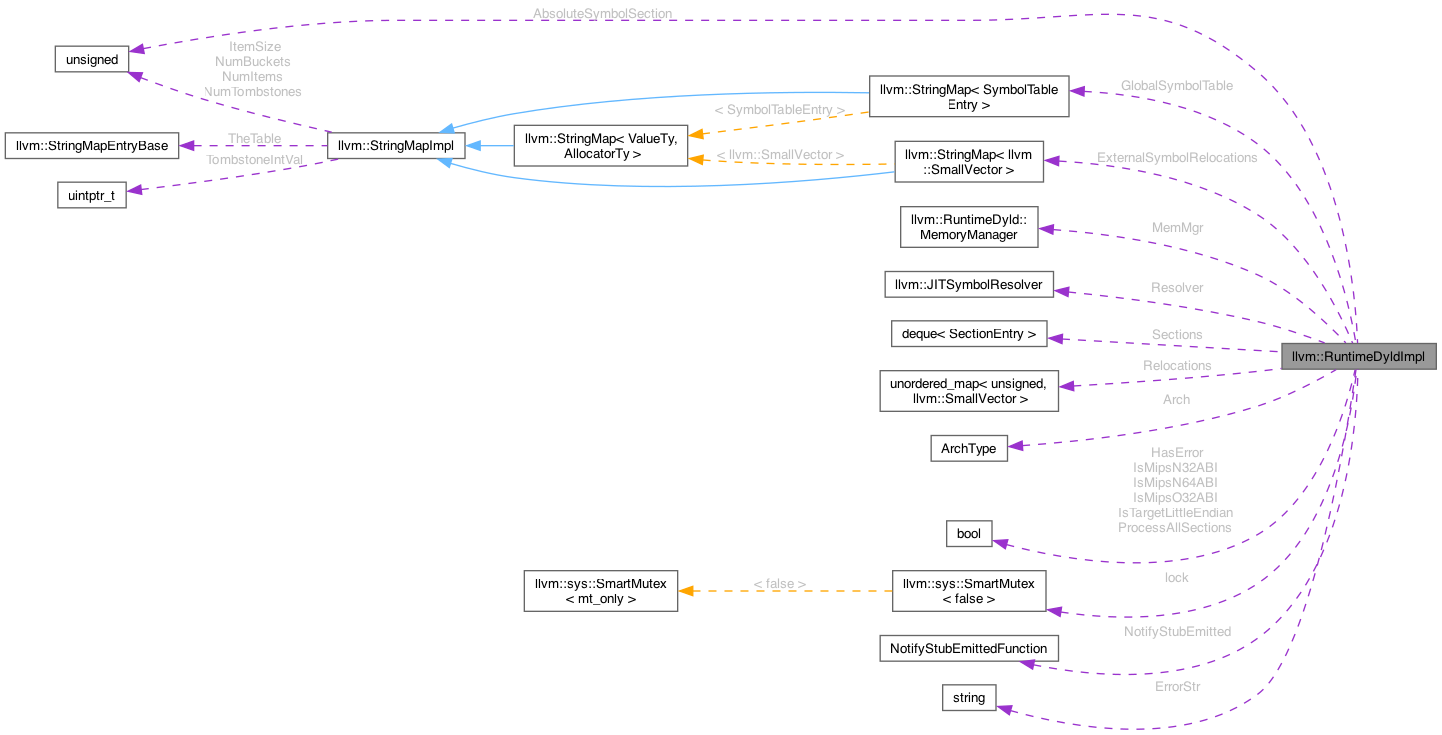 AbsoluteSymbolSection
unsigned
ItemSize
NumBuckets
NumItems
NumTombstones
llvm::StringMap< SymbolTable
Entry >
GlobalSymbolTable
< SymbolTableEntry >
llvm::StringMapEntryBase
TheTable
llvm::StringMapImpl
llvm::StringMap< ValueTy,
AllocatorTy >
< llvm::SmallVector >
llvm::StringMap< llvm
::SmallVector >
ExternalSymbolRelocations
TombstoneIntVal
uintptr_t
llvm::RuntimeDyld::
MemoryManager
MemMgr
llvm::JITSymbolResolver
Resolver
deque< SectionEntry >
Sections
llvm::RuntimeDyldImpl
unordered_map< unsigned,
llvm::SmallVector >
Relocations
ArchType
Arch
HasError
IsMipsN32ABI
IsMipsN64ABI
IsMipsO32ABI
IsTargetLittleEndian
ProcessAllSections
bool
llvm::sys::SmartMutex
< mt_only >
< false >
llvm::sys::SmartMutex
< false >
lock
NotifyStubEmittedFunction
NotifyStubEmitted
string
ErrorStr